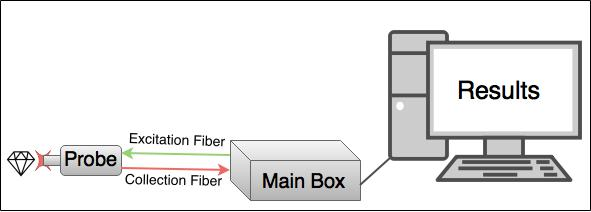 Excitation Fiber
Probe
Collection Fiber
Main Box
Results